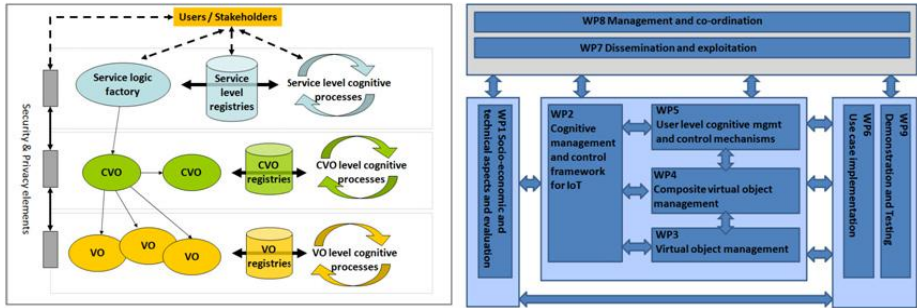 Users / Stakeholders
Security & Privacy elements
Service logic
factory
Service
level
registries
Service level cognitive
processes
CVO
CVO
CVO
registries
CVO level cognitive
processes
VO
VO
VO
VO
registries
VO level cognitive
processes
WP8 Management and co-ordination
WP7 Dissemination and exploitation
WP1 Socio-economic and
technical aspects and evaluation
WP2
Cognitive
management
and control
framework
for IoT
WP5
User level cognitive mgmt
and control mechanisms
WP4
Composite virtual object
management
WP3
Virtual object management
WP6
Use case implementation
WP9
Demonstration and Testing